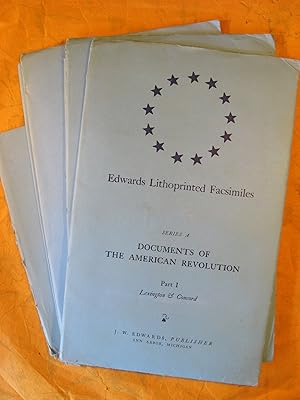 Edwards Lithoprinted Facsimiles
SERIES A
DOCUMENTS OF
THE AMERICAN REVOLUTION
Part I
Lexington & Concord
J. W. EDWARDS, PUBLISHER
ANN ARBOR, MICHIGAN